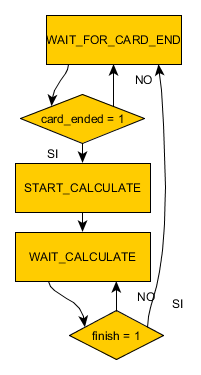 WAIT_FOR_CARD_END
NO
card_ended = 1
SI
START_CALCULATE
WAIT_CALCULATE
NO
SI
finish = 1